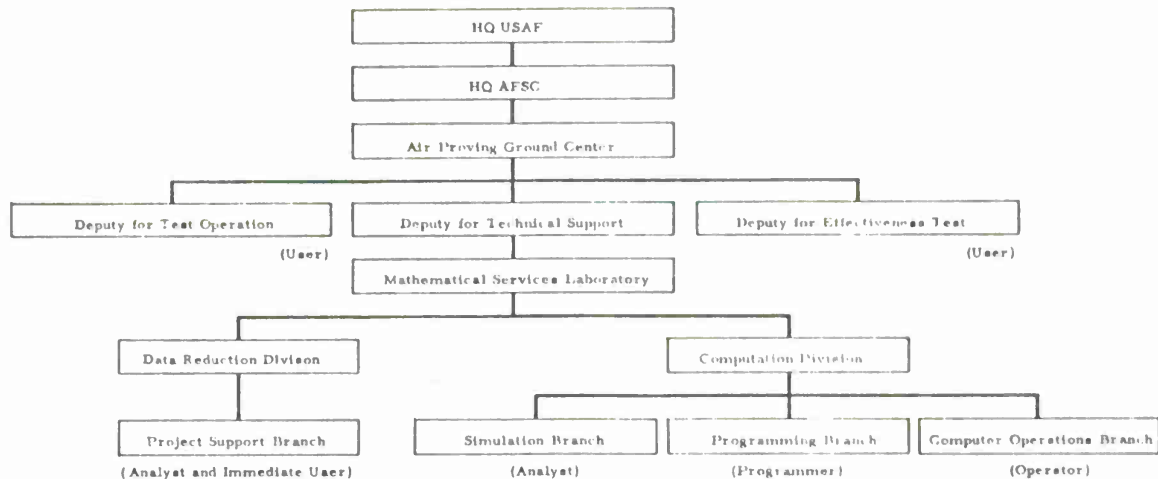 HQ USAF
HQ AFSC
Air Proving Ground Center
Deputy for Test Operation
Deputy for Technical Support
Deputy for Effectiveness Test
(User)
(User)
Mathematical Services Laboratory
Data Reduction Divison
Computation Division
Project Support Branch
Simulation Branch
Programming Branch
Computer Operations Branch
(Analyst and Immediate User)
(Analyst)
(Programmer)
(Operator)